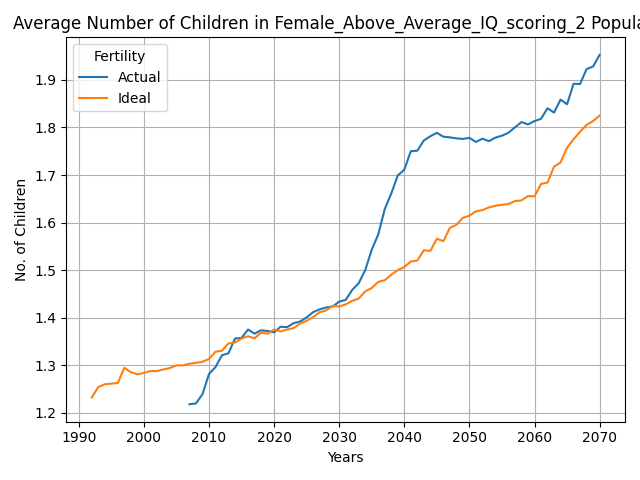 Average Number of Children in Female_Above_Average_IQ_scoring_2 Popula
Fertility
Actual
Ideal
1.9
1.8
1.7
1.6
1.5
1.4
1.3
1.2
No. of Children
1990 2000 2010 2020 2030 2040 2050 2060 2070
Years